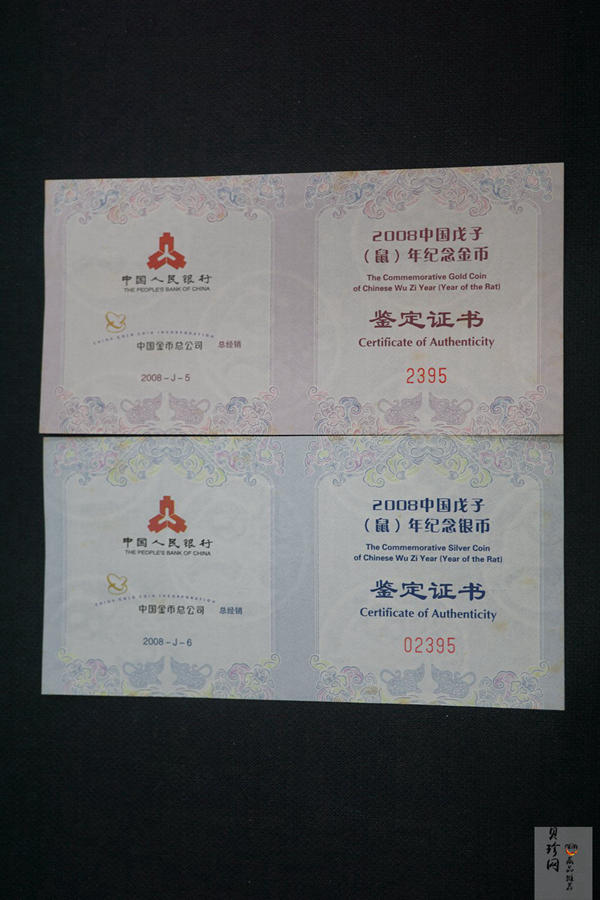 中国人民银行
THE PEOPLE'S BANK OF CHINA
CHINA GOLD COIN INCORPORATION
中国金币总公司 总经销
2008-J-5
2008中国戊子
（鼠）年纪念金币
The Commemorative Gold Coin
of Chinese Wu Zi Year (Year of the Rat)
鉴定证书
Certificate of Authenticity
2395
中国人民银行
THE PEOPLE'S BANK OF CHINA
CHINA GOLD COIN INCORPORATION
中国金币总公司 总经销
2008-J-6
2008中国戊子
（鼠）年纪念银币
The Commemorative Silver Coin
of Chinese Wu Zi Year (Year of the Rat)
鉴定证书
Certificate of Authenticity
02395
贝珍网